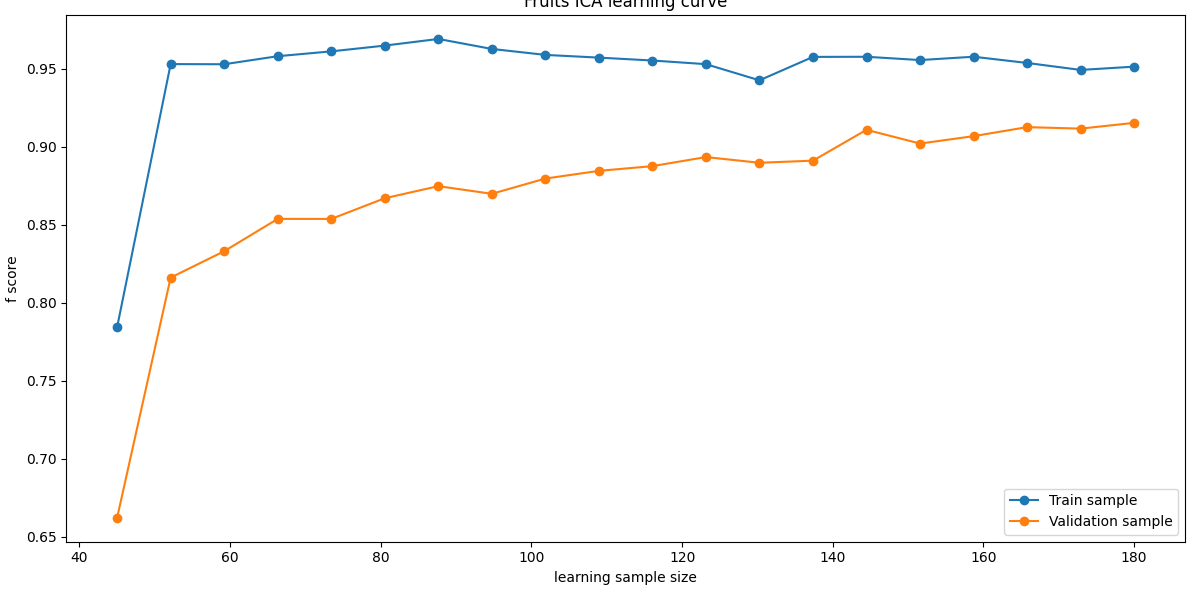 Fruits ICA learning curve
0.95
0.90
0.85
0.80
0.75
0.70
0.65
f score
40 60 80 100 120 140 160 180
learning sample size
Train sample
Validation sample